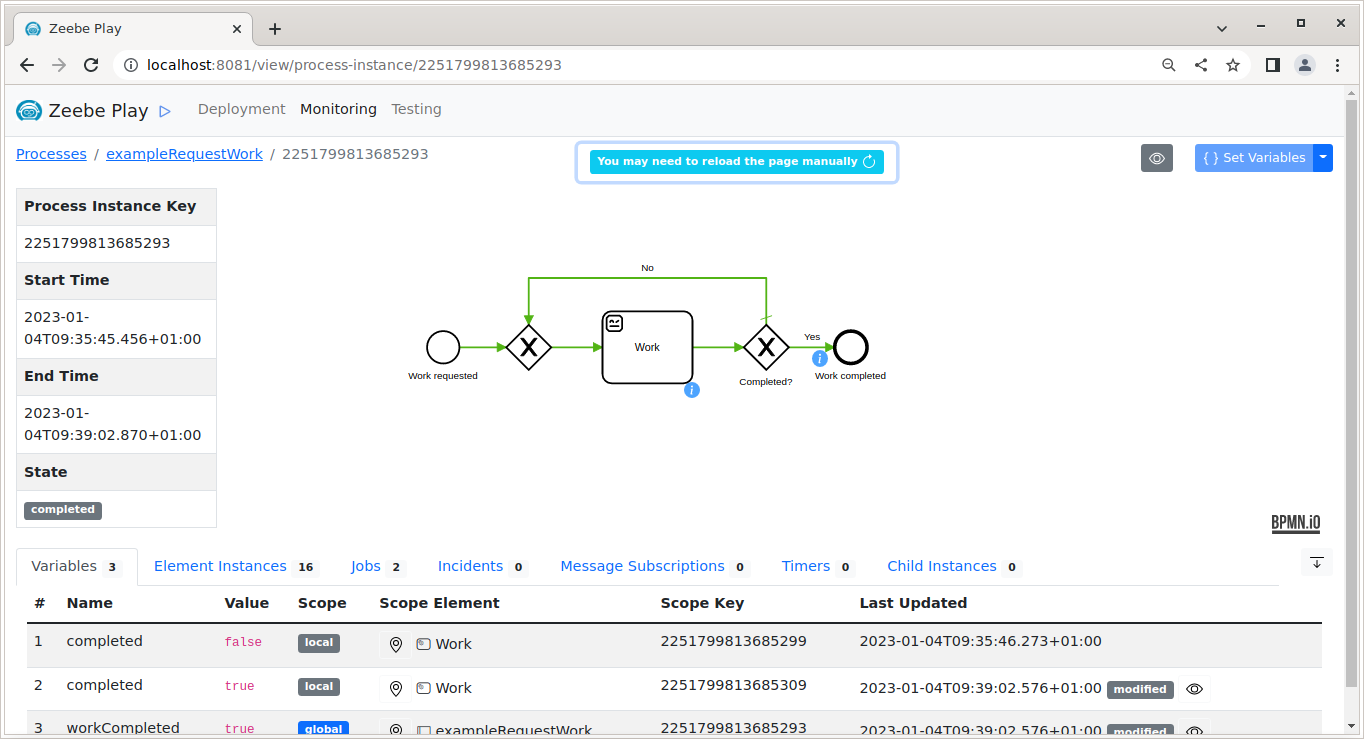 Zeebe Play
localhost:8081/view/process-instance/2251799813685293
Zeebe Play Deployment Monitoring Testing
Processes / exampleRequestWork / 2251799813685293
You may need to reload the page manually
{ } Set Variables
Process Instance Key
2251799813685293
Start Time
2023-01-
04T09:35:45.456+01:00
End Time
2023-01-
04T09:39:02.870+01:00
State
completed
No
Work
Yes
Work requested
Completed?
Work completed
BPMN.iO
Variables 3 Element Instances 16 Jobs 2 Incidents 0 Message Subscriptions 0 Timers 0 Child Instances 0
# Name Value Scope Scope Element Scope Key Last Updated
1 completed false local Work 2251799813685299 2023-01-04T09:35:46.273+01:00
2 completed true local Work 2251799813685309 2023-01-04T09:39:02.576+01:00 modified
3 workCompleted true global exampleRequestWork 2251799813685293 2023-01-04T09:39:02.576+01:00 modified